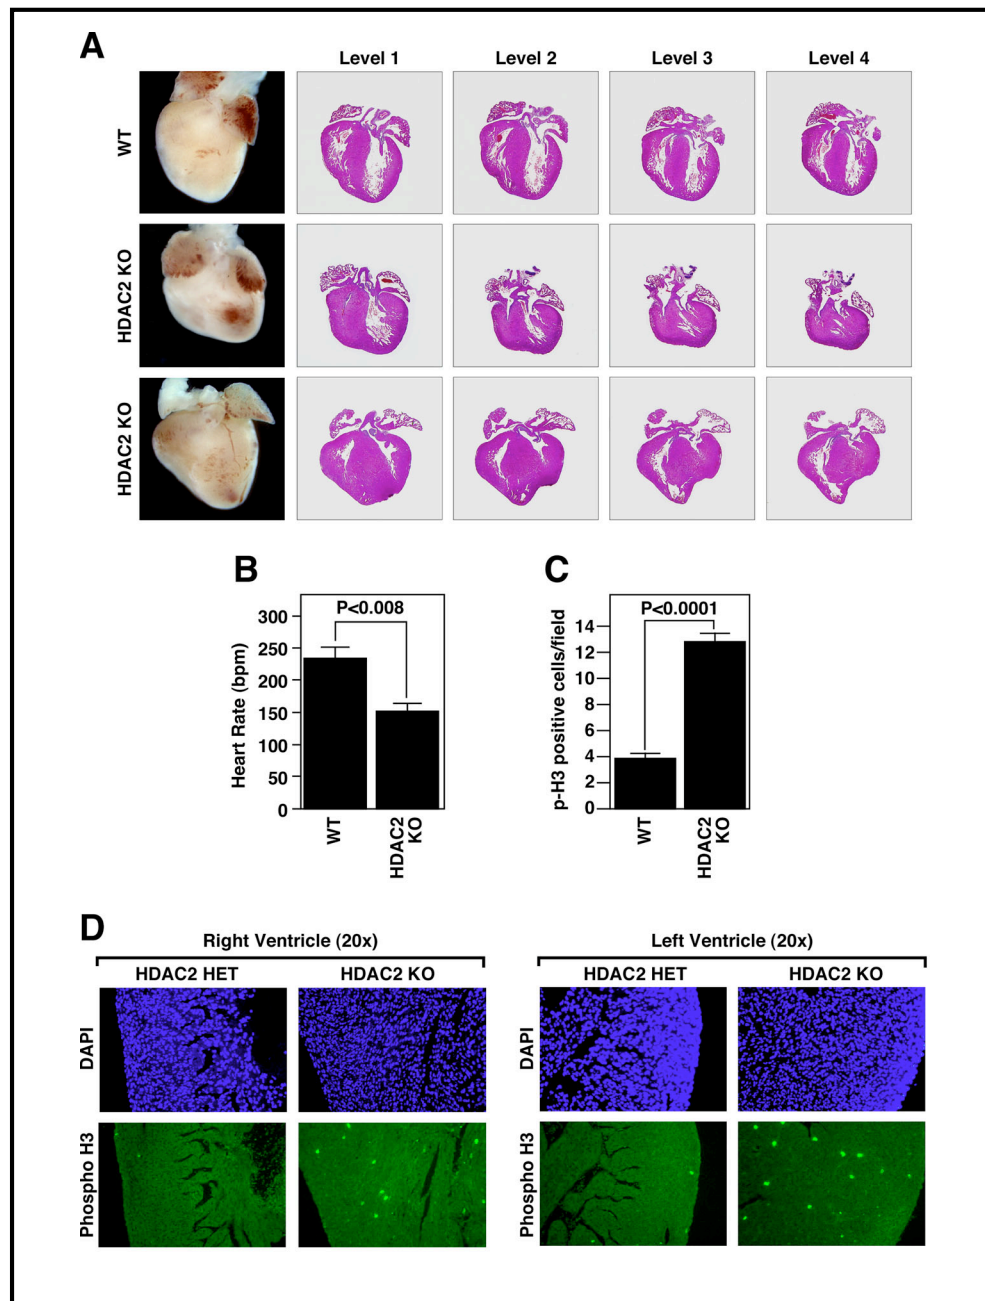 A
Level 1 Level 2 Level 3 Level 4
WT
HDAC2 KO
HDAC2 KO
B
P<0.008
Heart Rate (bpm)
300
250
200
150
100
50
0
WT
HDAC2 KO
C
P<0.0001
p-H3 positive cells/field
14
12
10
8
6
4
2
0
WT
HDAC2 KO
D
Right Ventricle (20x) Left Ventricle (20x)
HDAC2 HET HDAC2 KO HDAC2 HET HDAC2 KO
DAPI DAPI
Phospho H3 Phospho H3